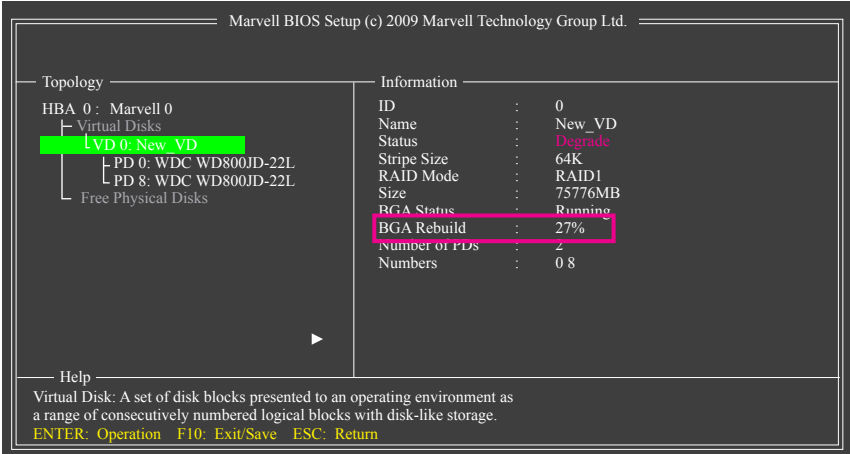 Marvell BIOS Setup (c) 2009 Marvell Technology Group Ltd.
Topology
HBA 0 : Marvell 0
Virtual Disks
VD 0: New_VD
PD 0: WDC WD800JD-22L
PD 8: WDC WD800JD-22L
Free Physical Disks
Information
ID : 0
Name : New_VD
Status : Degrade
Stripe Size : 64K
RAID Mode : RAID1
Size : 75776MB
BGA Status : Running
BGA Rebuild : 27%
Number of PDs : 2
Numbers : 0 8
Help
Virtual Disk: A set of disk blocks presented to an operating environment as
a range of consecutively numbered logical blocks with disk-like storage.
ENTER: Operation F10: Exit/Save ESC: Return